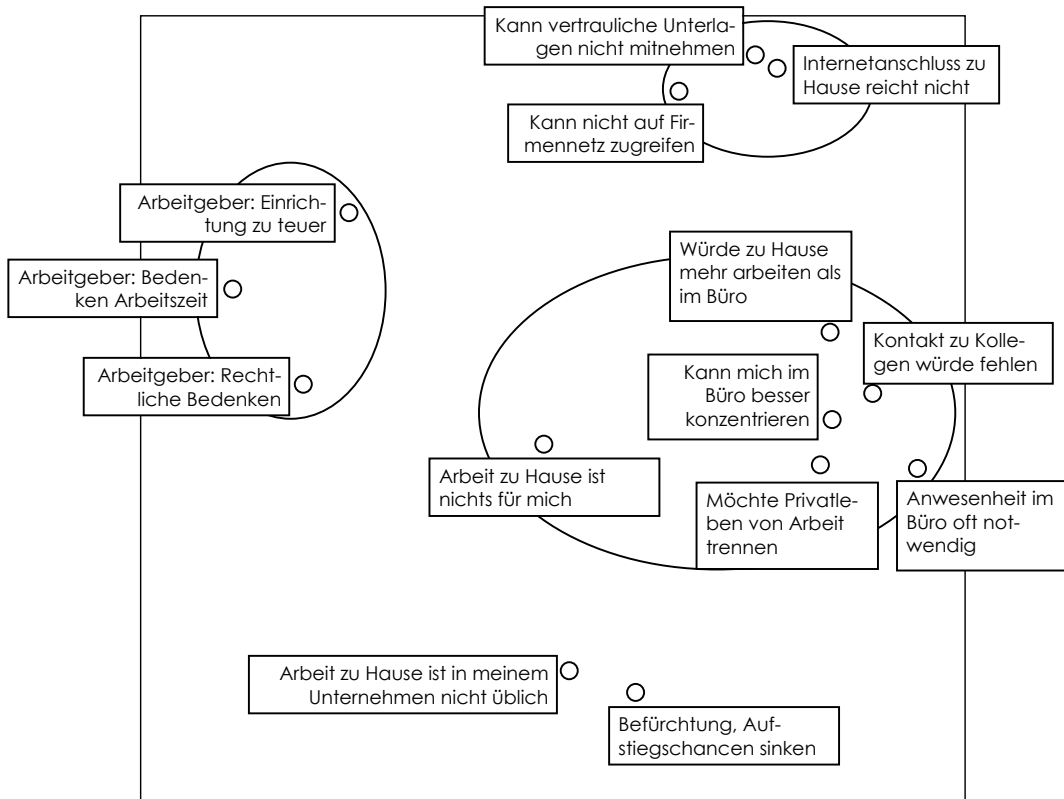 Kann vertrauliche Unterla-
gen nicht mitnehmen
Internetanschluss zu
Hause reicht nicht
Kann nicht auf Fir-
mennetz zugreifen
Arbeitgeber: Einrich-
tung zu teuer
Arbeitgeber: Beden-
ken Arbeitszeit
Arbeitgeber: Recht-
liche Bedenken
Würde zu Hause
mehr arbeiten als
im Büro
Kontakt zu Kolle-
gen würde fehlen
Kann mich im
Büro besser
konzentrieren
Arbeit zu Hause ist
nichts für mich
Möchte Privatle-
ben von Arbeit
trennen
Anwesenheit im
Büro oft not-
wendig
Arbeit zu Hause ist in meinem
Unternehmen nicht üblich
Befürchtung, Auf-
stiegschancen sinken